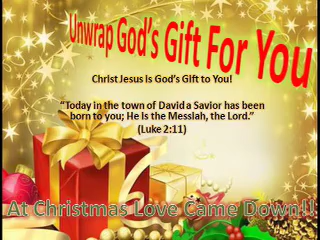 Unwrap God's Gift For You
Christ Jesus is God's Gift to You!
"Today in the town of David a Savior has been
born to you; He is the Messiah, the Lord."
(Luke 2:11)
At Christmas Love Came Down!!